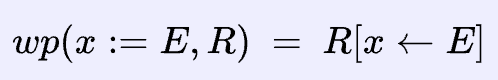 wp(x := E, R) = R[x ← E]